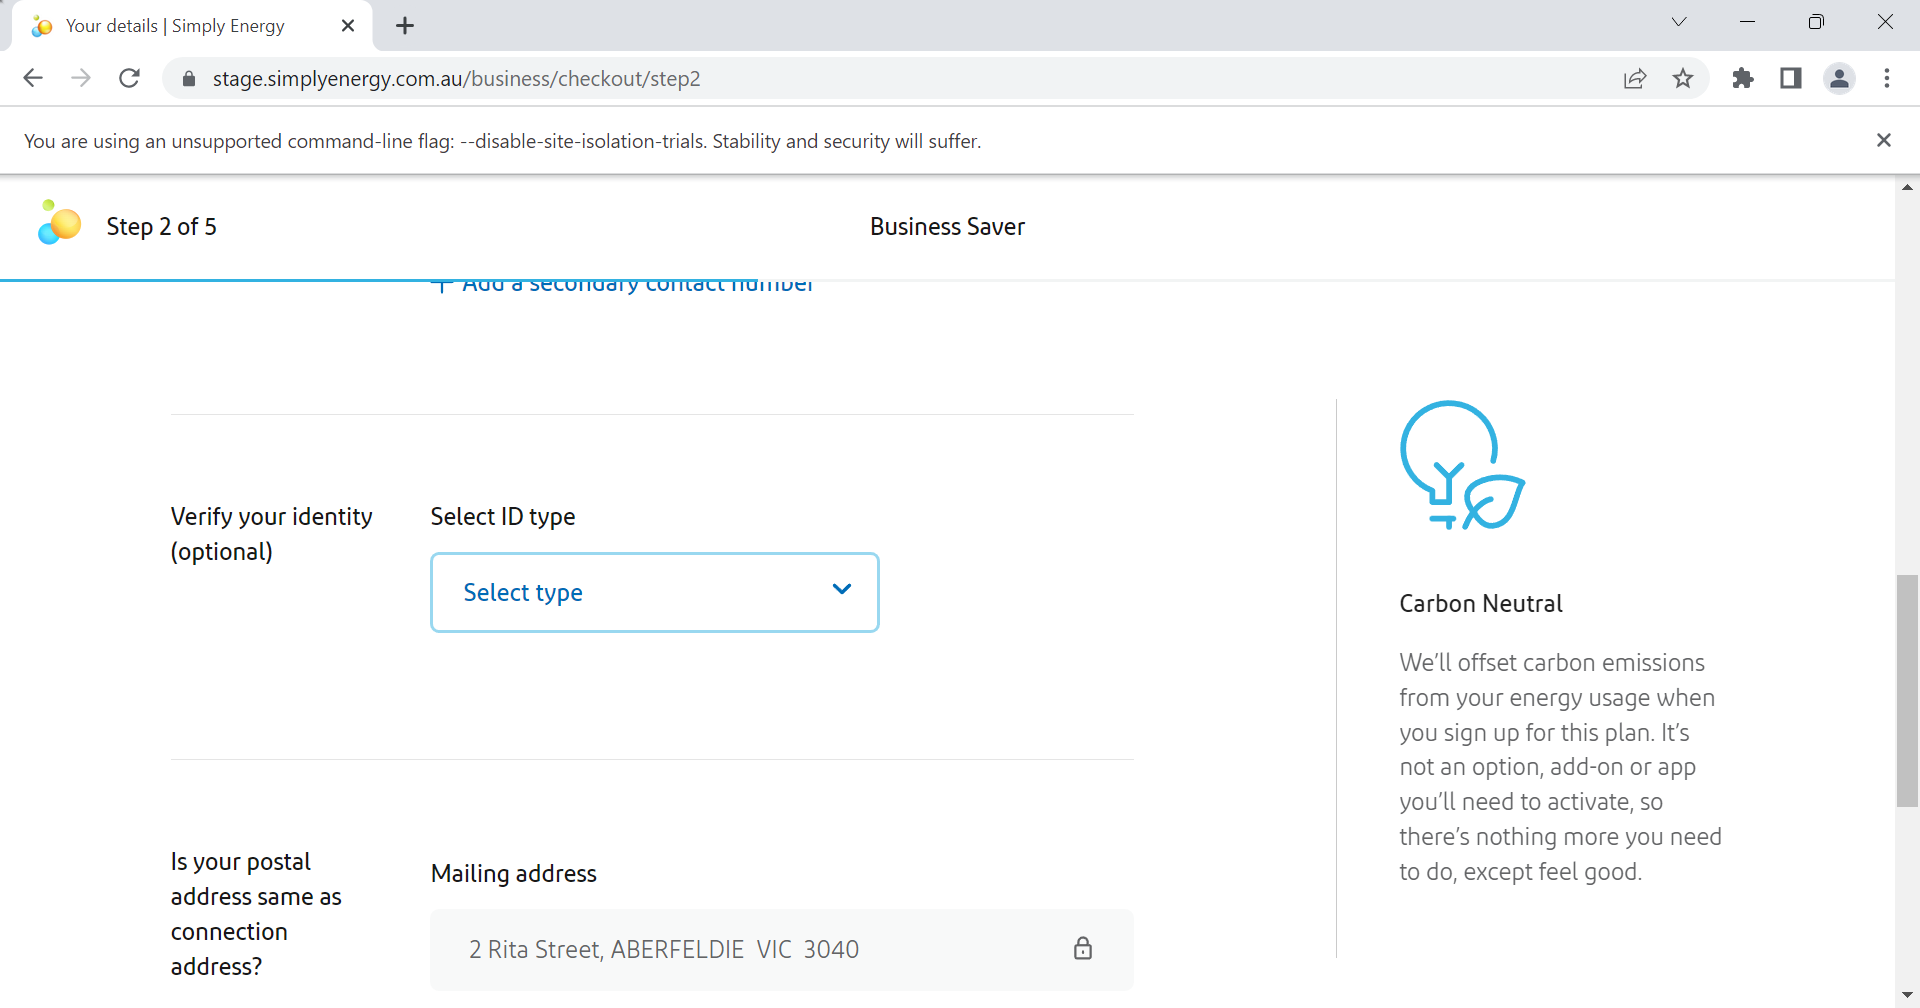 Your details | Simply Energy
stage.simplyenergy.com.au/business/checkout/step2
You are using an unsupported command-line flag: --disable-site-isolation-trials. Stability and security will suffer.
Step 2 of 5
Business Saver
+ Add a secondary contact number
Verify your identity
(optional)
Select ID type
Select type
Is your postal
address same as
connection
address?
Mailing address
2 Rita Street, ABERFELDIE VIC 3040
Carbon Neutral
We'll offset carbon emissions
from your energy usage when
you sign up for this plan. It's
not an option, add-on or app
you'll need to activate, so
there's nothing more you need
to do, except feel good.